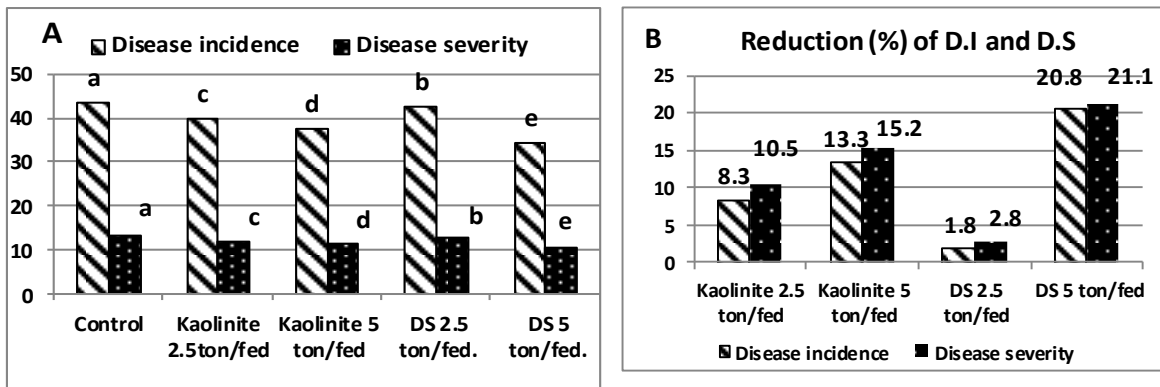 A
Disease incidence Disease severity
50
40
30
20
10
0
a
c
d
b
e
a
c
d
b
e
Control Kaolinite Kaolinite 5 DS 2.5 DS 5
2.5ton/fed ton/fed ton/fed. ton/fed.
B
Reduction (%) of D.I and D.S
25
20
15
10
5
0
8.3
10.5
13.3
15.2
1.8
2.8
20.8
21.1
Kaolinite 2.5 Kaolinite 5 DS 2.5 DS 5 ton/fed
ton/fed ton/fed ton/fed
Disease incidence Disease severity